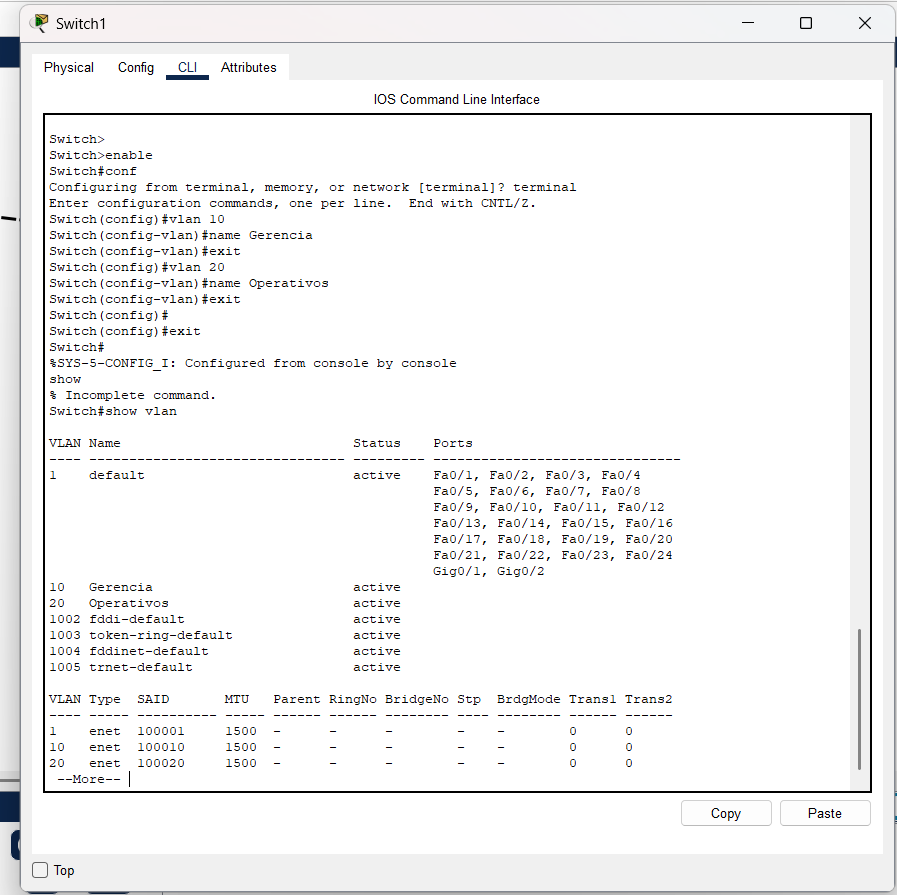 Switch1
Physical Config CLI Attributes
IOS Command Line Interface
Switch>
Switch>enable
Switch#conf
Configuring from terminal, memory, or network [terminal]? terminal
Enter configuration commands, one per line.  End with CNTL/Z.
Switch(config)#vlan 10
Switch(config-vlan)#name Gerencia
Switch(config-vlan)#exit
Switch(config)#vlan 20
Switch(config-vlan)#name Operativos
Switch(config-vlan)#exit
Switch(config)#
Switch(config)#exit
Switch#
%SYS-5-CONFIG_I: Configured from console by console
show
% Incomplete command.
Switch#show vlan
VLAN Name                             Status    Ports
---- -------------------------------- --------- -------------------------------
1    default                          active    Fa0/1, Fa0/2, Fa0/3, Fa0/4
                                                Fa0/5, Fa0/6, Fa0/7, Fa0/8
                                                Fa0/9, Fa0/10, Fa0/11, Fa0/12
                                                Fa0/13, Fa0/14, Fa0/15, Fa0/16
                                                Fa0/17, Fa0/18, Fa0/19, Fa0/20
                                                Fa0/21, Fa0/22, Fa0/23, Fa0/24
                                                Gig0/1, Gig0/2
10   Gerencia                         active
20   Operativos                       active
1002 fddi-default                     active
1003 token-ring-default               active
1004 fddinet-default                  active
1005 trnet-default                    active
VLAN Type  SAID       MTU   Parent RingNo BridgeNo Stp  BrdgMode Trans1 Trans2
---- ----- ---------- ----- ------ ------ -------- ---- -------- ------ ------
1    enet  100001     1500  -      -      -        -    -        0      0
10   enet  100010     1500  -      -      -        -    -        0      0
20   enet  100020     1500  -      -      -        -    -        0      0
 --More--
Copy Paste
Top